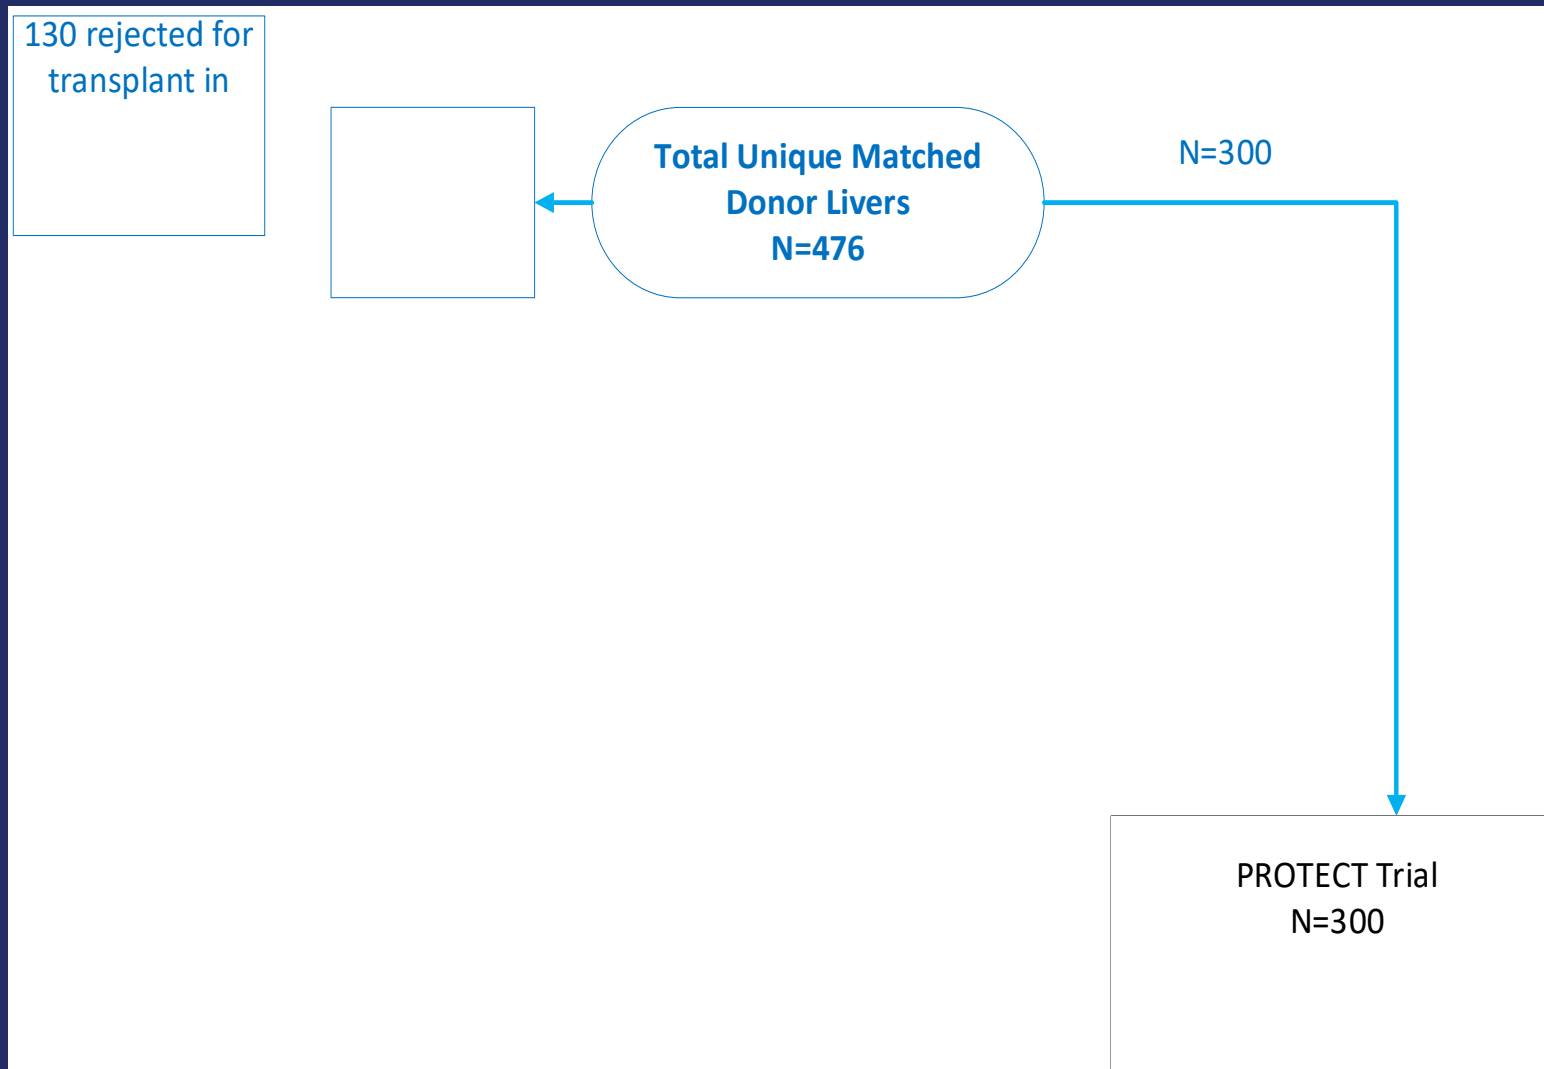 130 rejected for
transplant in
Total Unique Matched
Donor Livers
N=476
N=300
PROTECT Trial
N=300